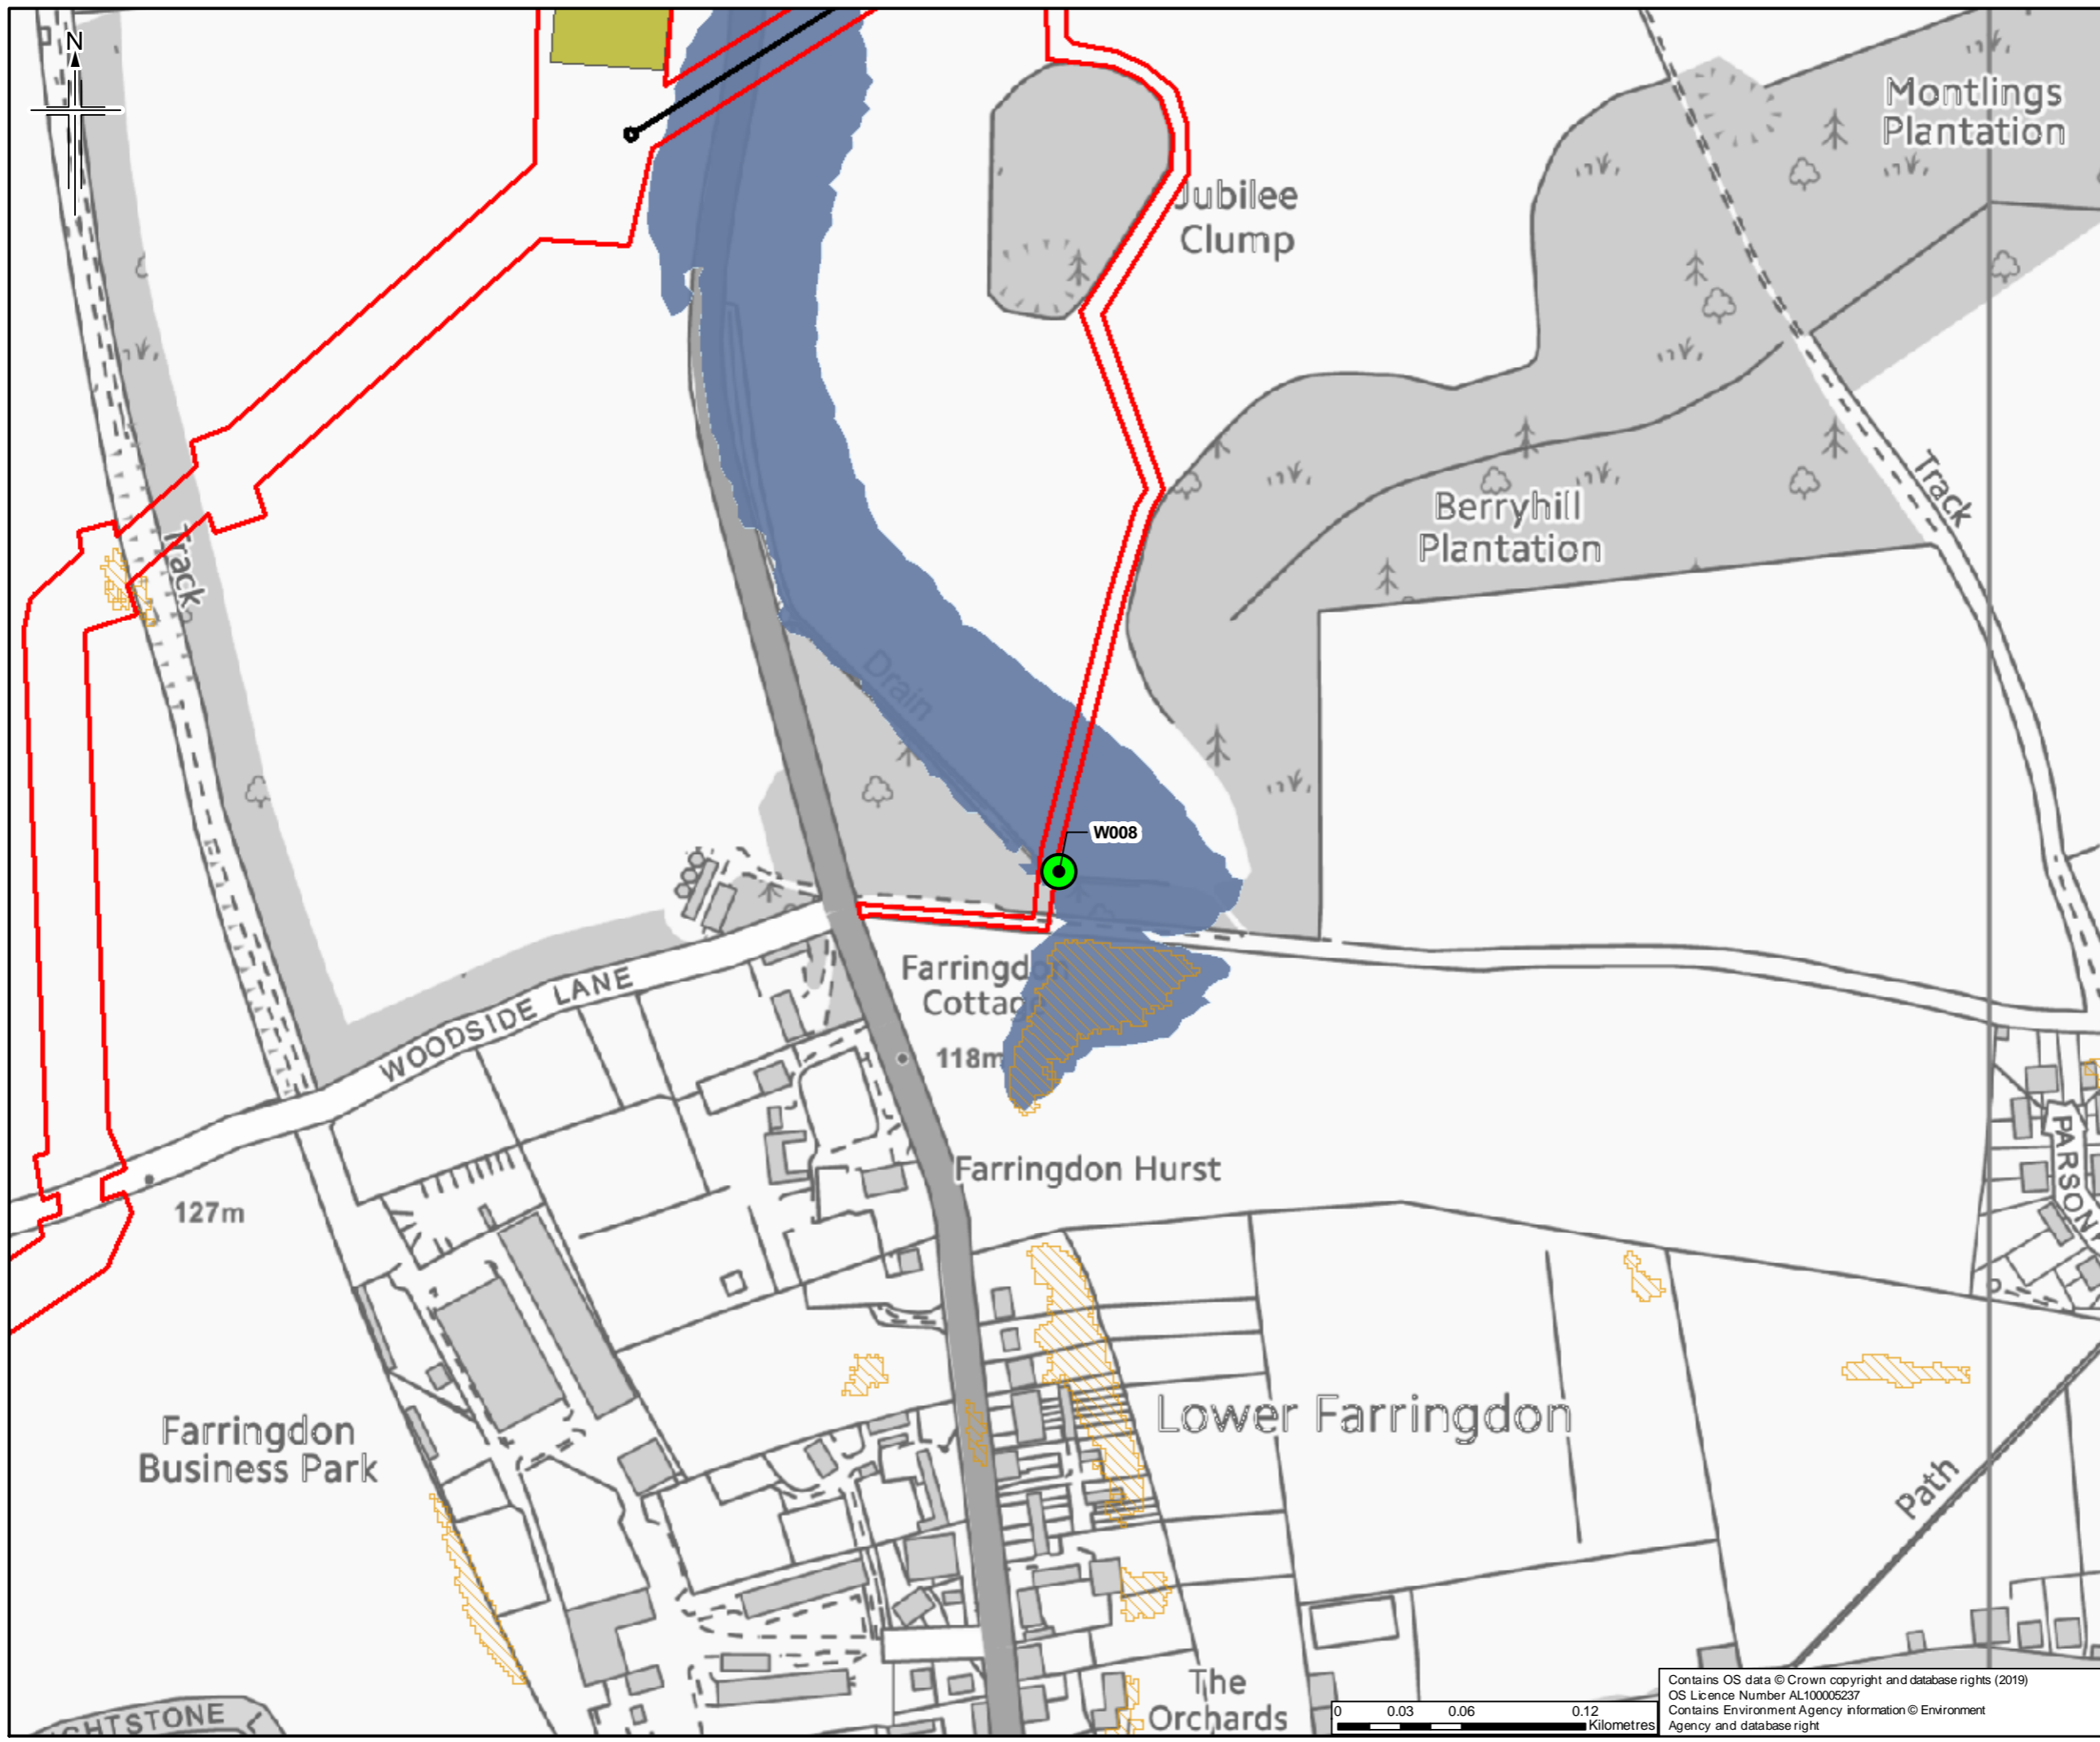 N
Montlings
Plantation
Jubilee
Clump
Track
Berryhill
Plantation
Track
Drain
W008
Farringdon
Cottage
WOODSIDE LANE
118m
Farringdon Hurst
127m
PARSON
Lower Farringdon
Farringdon
Business Park
Path
The
Orchards
GHTSTONE
0 0.03 0.06 0.12
Kilometres
Contains OS data © Crown copyright and database rights (2019)
OS Licence Number AL100005237
Contains Environment Agency information © Environment
Agency and database right